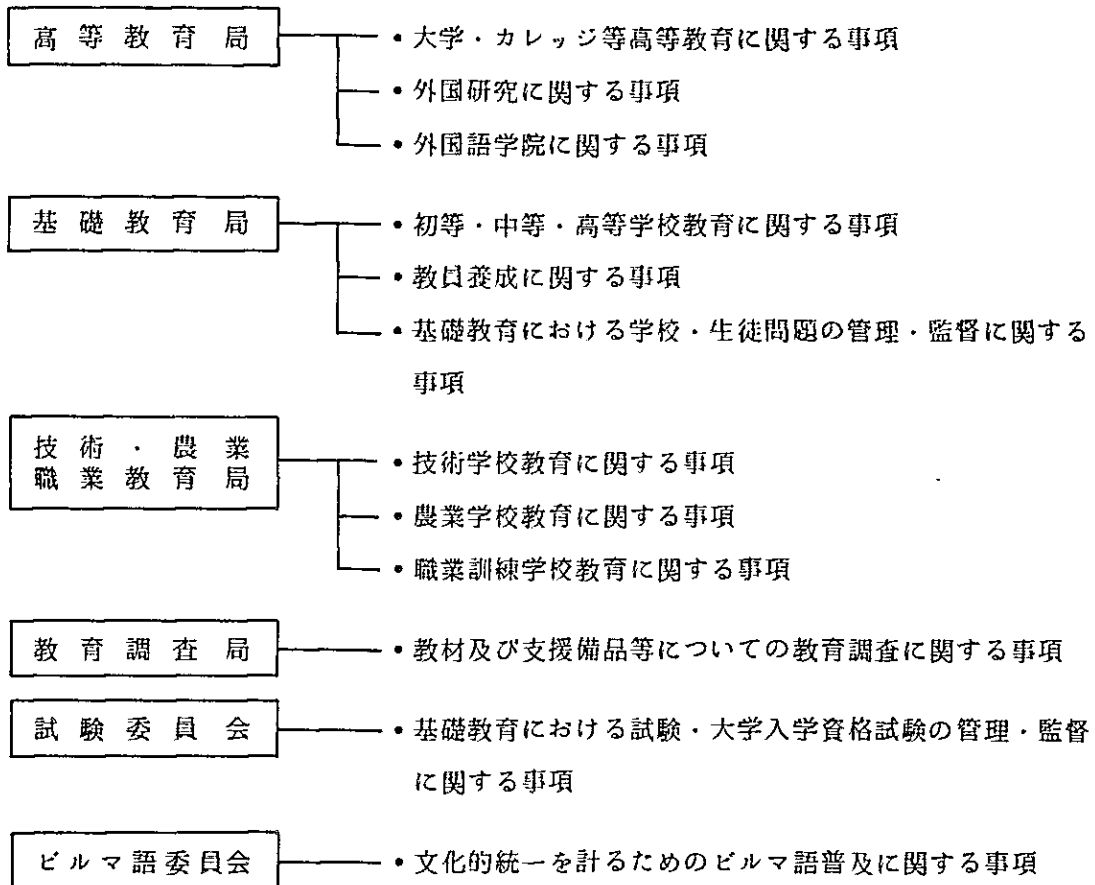 高等教育局
・大学・カレッジ等高等教育に関する事項
・外国研究に関する事項
・外国語学院に関する事項
基礎教育局
・初等・中等・高等学校教育に関する事項
・教員養成に関する事項
・基礎教育における学校・生徒問題の管理・監督に関する
事項
技術・農業
職業教育局
・技術学校教育に関する事項
・農業学校教育に関する事項
・職業訓練学校教育に関する事項
教育調査局
・教材及び支援備品等についての教育調査に関する事項
試験委員会
・基礎教育における試験・大学入学資格試験の管理・監督
に関する事項
ビルマ語委員会
・文化的統一を計るためのビルマ語普及に関する事項